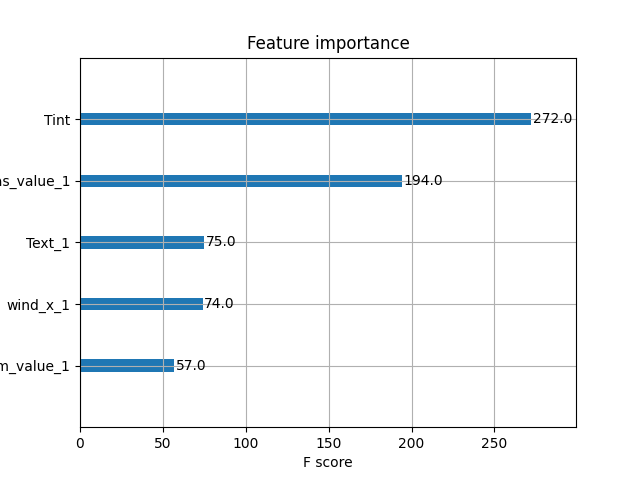 Feature importance
Tint
272.0
s_value_1
194.0
Text_1
75.0
wind_x_1
74.0
m_value_1
57.0
0 50 100 150 200 250
F score